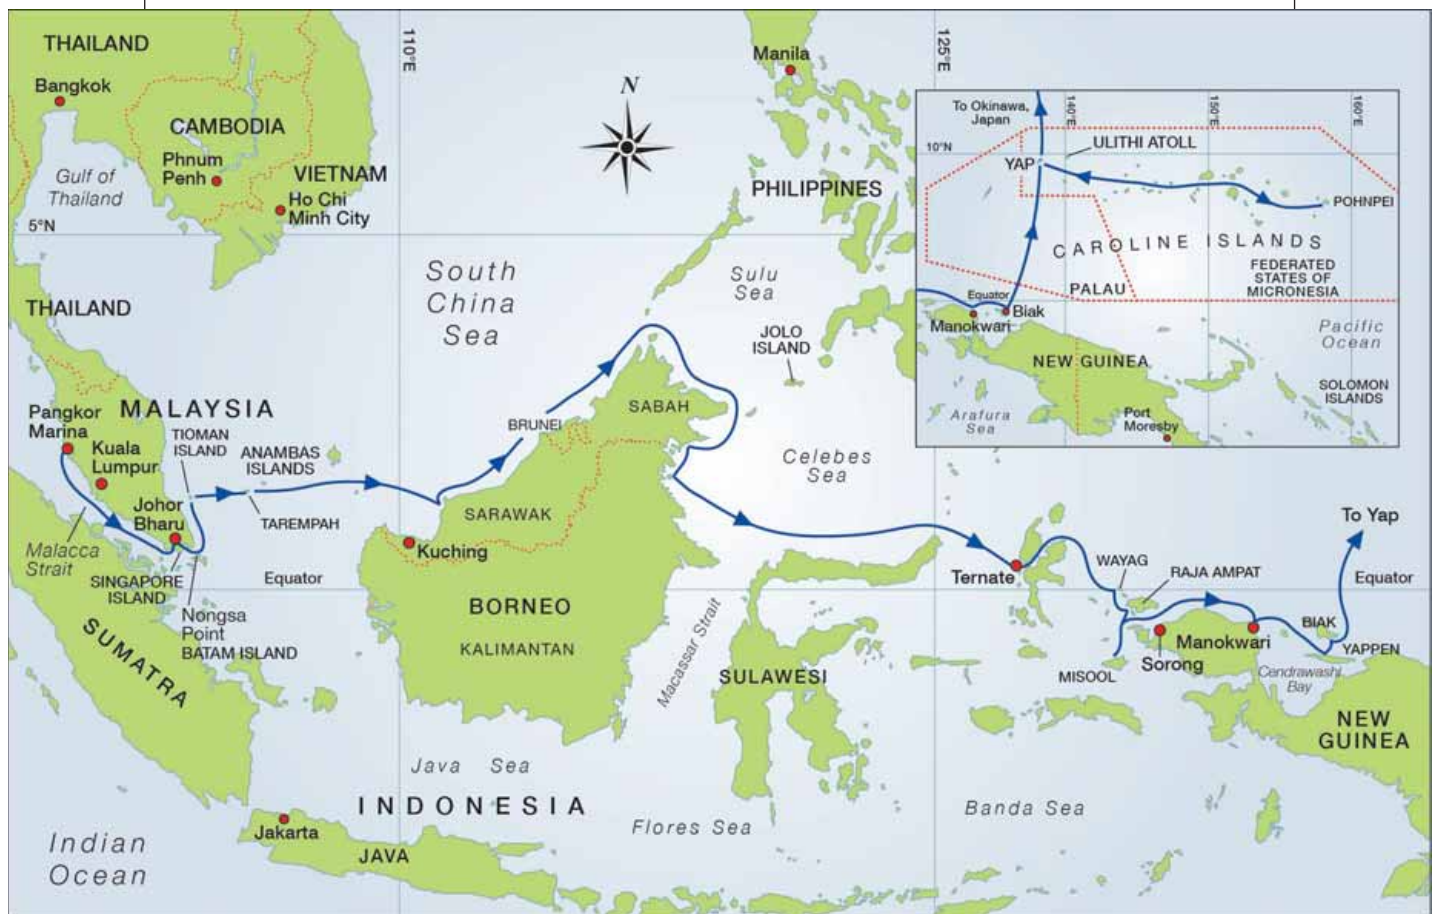 THAILAND
Bangkok
CAMBODIA
Phnum
Penh
VIETNAM
Ho Chi
Minh City
Gulf of
Thailand
5°N
110°E
N
Manila
125°E
PHILIPPINES
South
China
Sea
Sulu
Sea
JOLO
ISLAND
THAILAND
Pangkor
Marina
MALAYSIA
Kuala
Lumpur
TIOMAN
ISLAND
ANAMBAS
ISLANDS
TAREMPAH
Johor
Bharu
Malacca
Strait
SINGAPORE
ISLAND
Nongsa
Point
BATAM ISLAND
Equator
SUMATRA
BRUNEI
SABAH
SARAWAK
Kuching
BORNEO
KALIMANTAN
Celebes
Sea
Macassar Strait
SULAWESI
Ternate
WAYAG
RAJA AMPAT
To Yap
Equator
BIAK
YAPPEN
Manokwari
Sorong
MISOOL
Cendrawashi
Bay
NEW
GUINEA
Java Sea
INDONESIA
Jakarta
JAVA
Flores Sea
Banda Sea
Indian
Ocean
To Okinawa,
Japan
140°E
150°E
160°E
10°N
ULITHI ATOLL
YAP
POHNPEI
CAROLINE ISLANDS
FEDERATED
STATES OF
MICRONESIA
PALAU
Equator
Biak
Manokwari
NEW GUINEA
Pacific
Ocean
SOLOMON
ISLANDS
Arafura
Sea
Port
Moresby